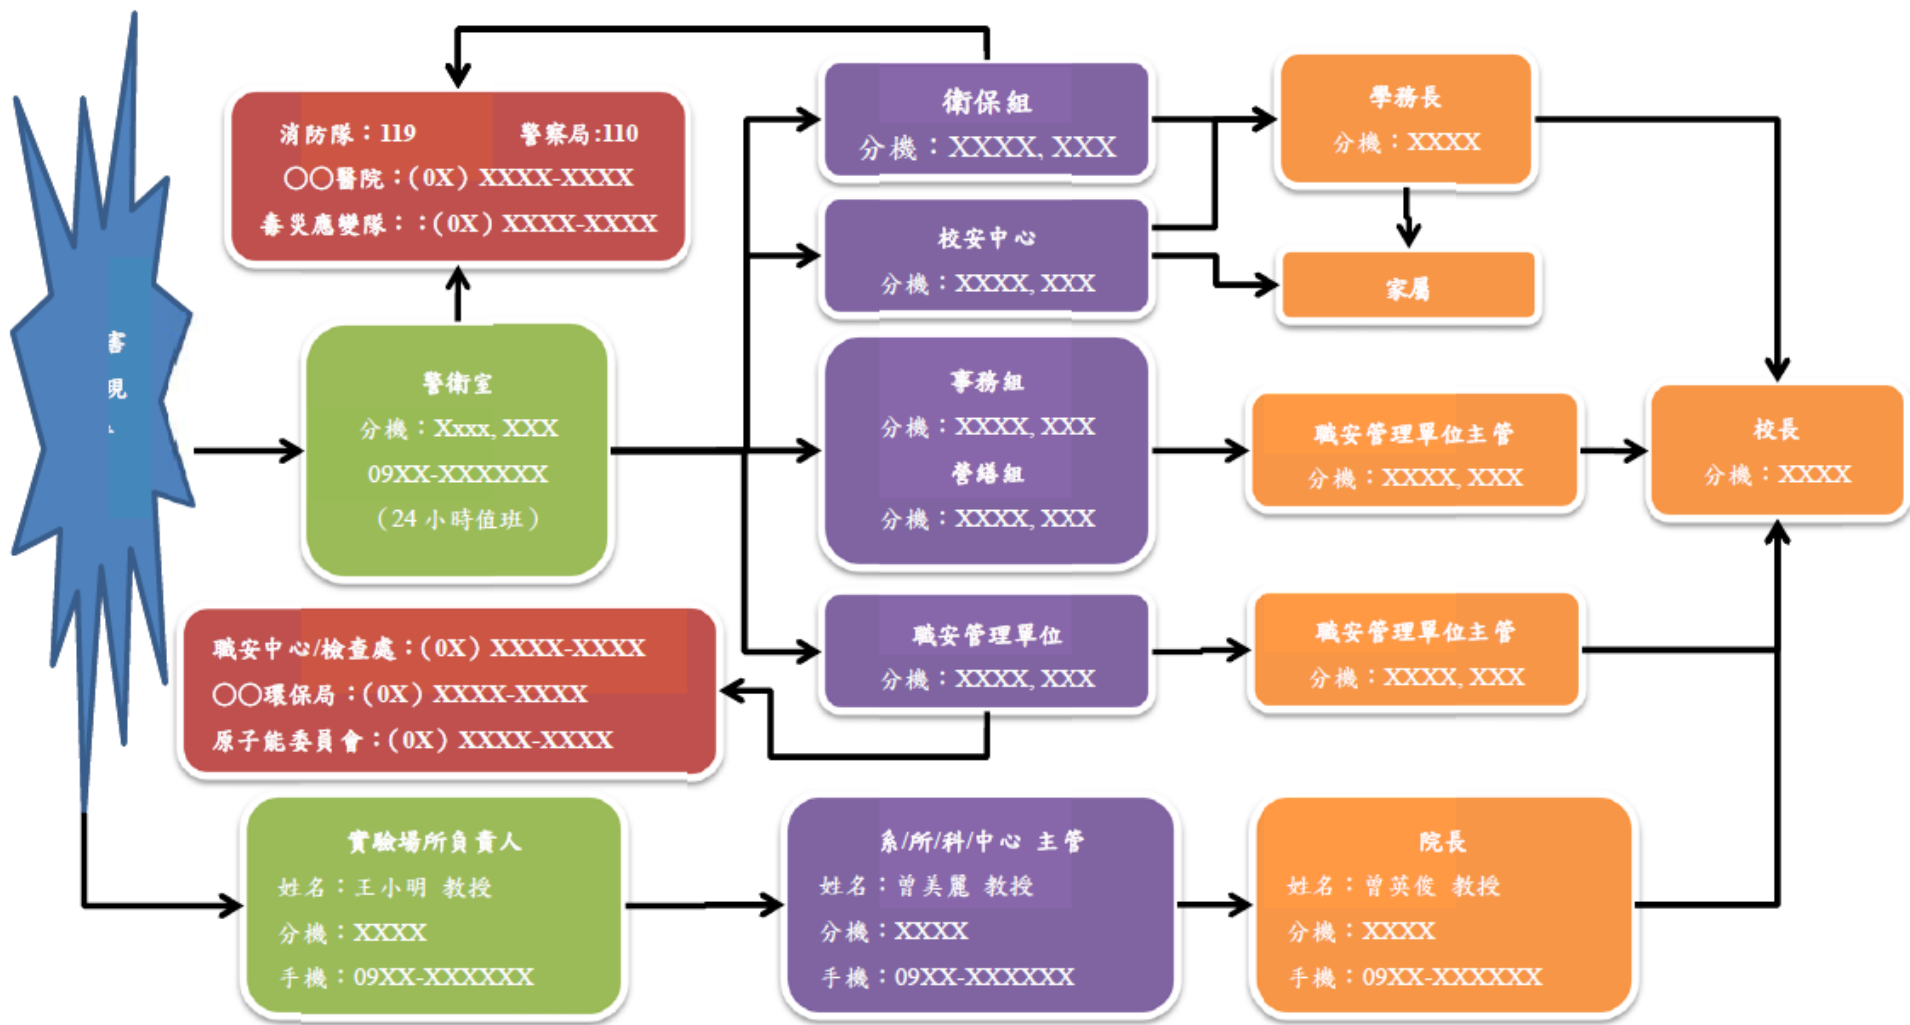 害
現
消防隊：119 警察局:110
〇〇醫院：(0X) XXXX-XXXX
毒災應變隊：：(0X) XXXX-XXXX
警衛室
分機：Xxxx, XXX
09XX-XXXXXX
（24 小時值班）
衛保組
分機：XXXX, XXX
校安中心
分機：XXXX, XXX
事務組
分機：XXXX, XXX
營繕組
分機：XXXX, XXX
職安管理單位
分機：XXXX, XXX
學務長
分機：XXXX
家屬
職安管理單位主管
分機：XXXX, XXX
職安管理單位主管
分機：XXXX, XXX
校長
分機：XXXX
職安中心/檢查處：(0X) XXXX-XXXX
〇〇環保局：(0X) XXXX-XXXX
原子能委員會：(0X) XXXX-XXXX
實驗場所負責人
姓名：王小明 教授
分機：XXXX
手機：09XX-XXXXXX
系/所/科/中心 主管
姓名：曾美麗 教授
分機：XXXX
手機：09XX-XXXXXX
院長
姓名：曾英俊 教授
分機：XXXX
手機：09XX-XXXXXX